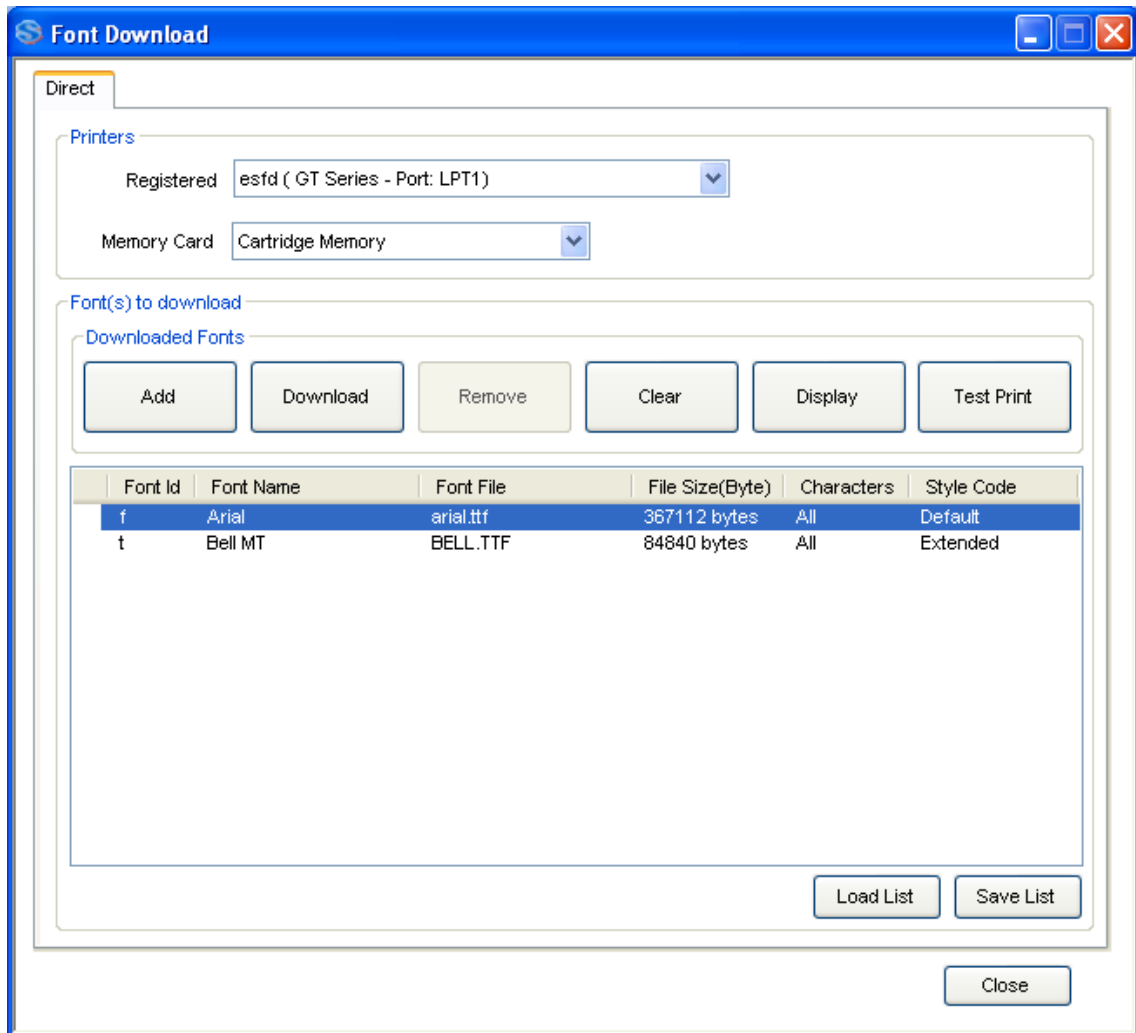 Font Download
Direct
Printers
Registered esfd ( GT Series - Port: LPT1)
Memory Card Cartridge Memory
Font(s) to download
Downloaded Fonts
Add Download Remove Clear Display Test Print
Font Id Font Name Font File File Size(Byte) Characters Style Code
f Arial arial.ttf 367112 bytes All Default
t Bell MT BELL.TTF 84840 bytes All Extended
Load List Save List
Close